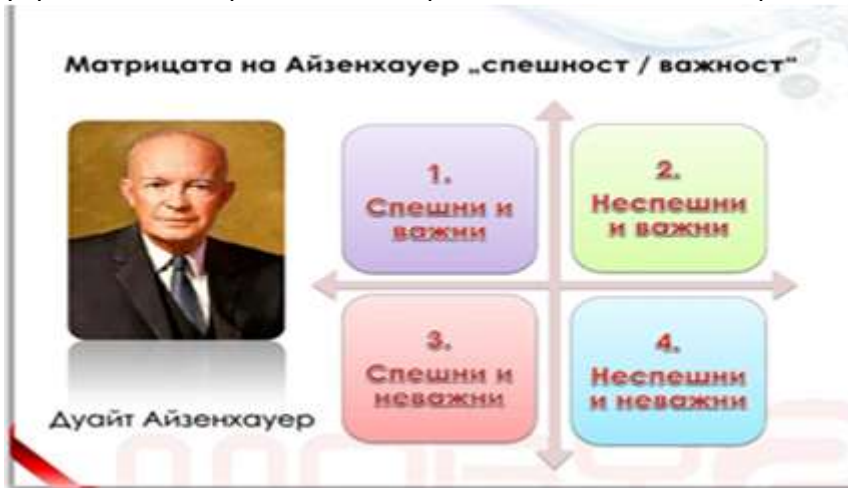 Матрицата на Айзенхауер „спешност / важност“
1.
Спешни и
важни
2.
Неспешни
и важни
3.
Спешни и
неважни
4.
Неспешни
и неважни
Дуайт Айзенхауер